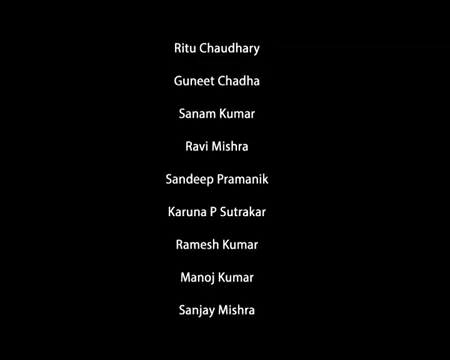 Ritu Chaudhary
Guneet Chadha
Sanam Kumar
Ravi Mishra
Sandeep Pramanik
Karuna P Sutrakar
Ramesh Kumar
Manoj Kumar
Sanjay Mishra